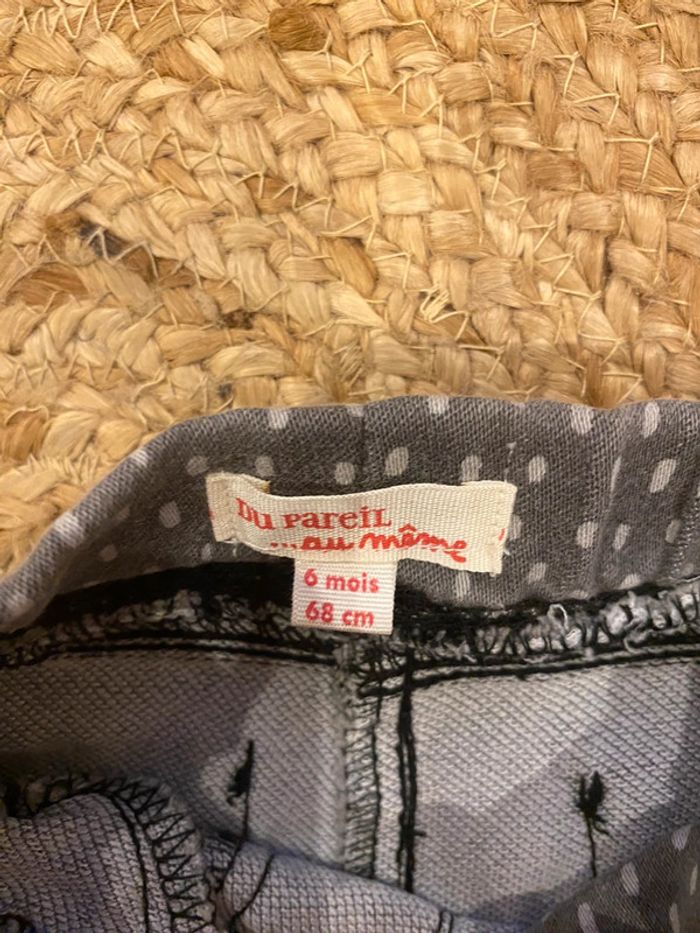 DU PAREIL
...au même
6 mois
68 cm